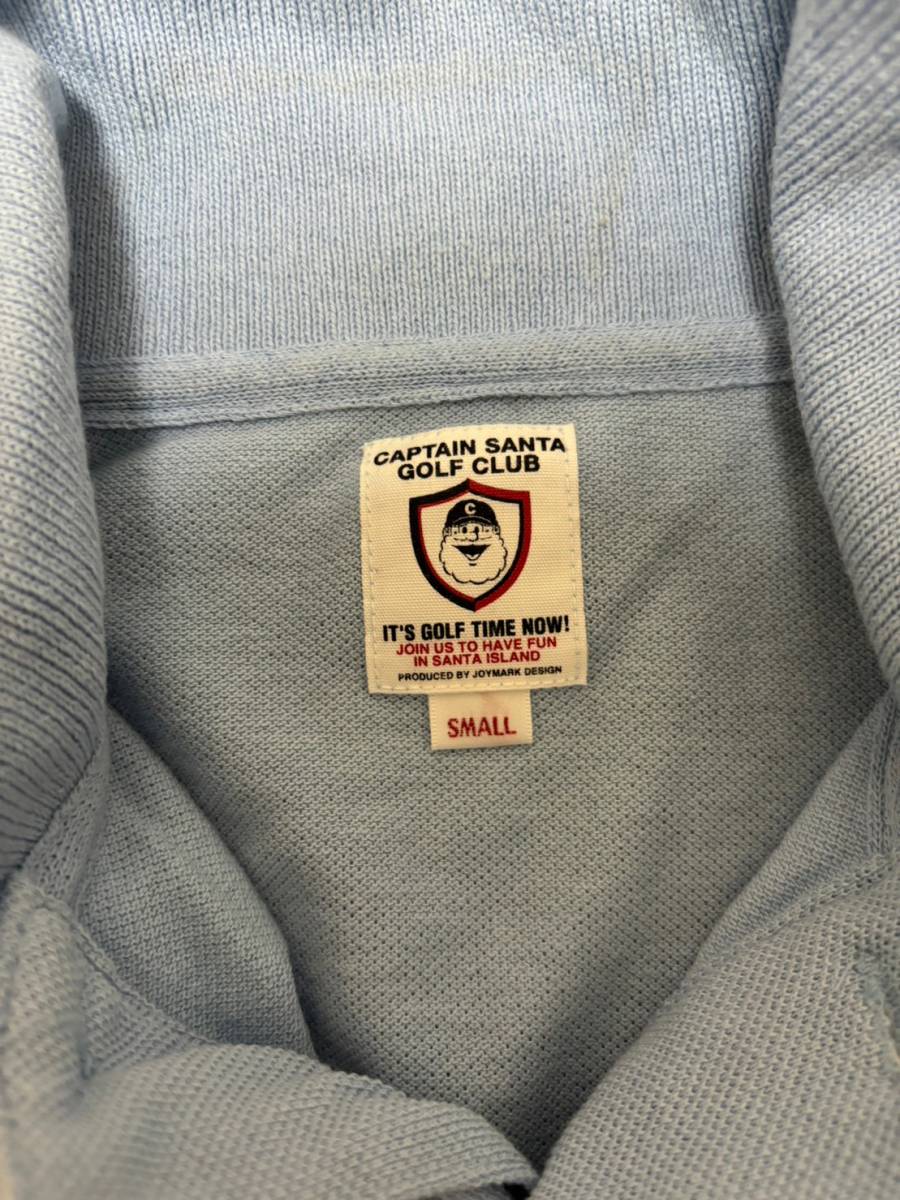 CAPTAIN SANTA
GOLF CLUB
C
IT'S GOLF TIME NOW!
JOIN US TO HAVE FUN
IN SANTA ISLAND
PRODUCED BY JOYMARK DESIGN
SMALL